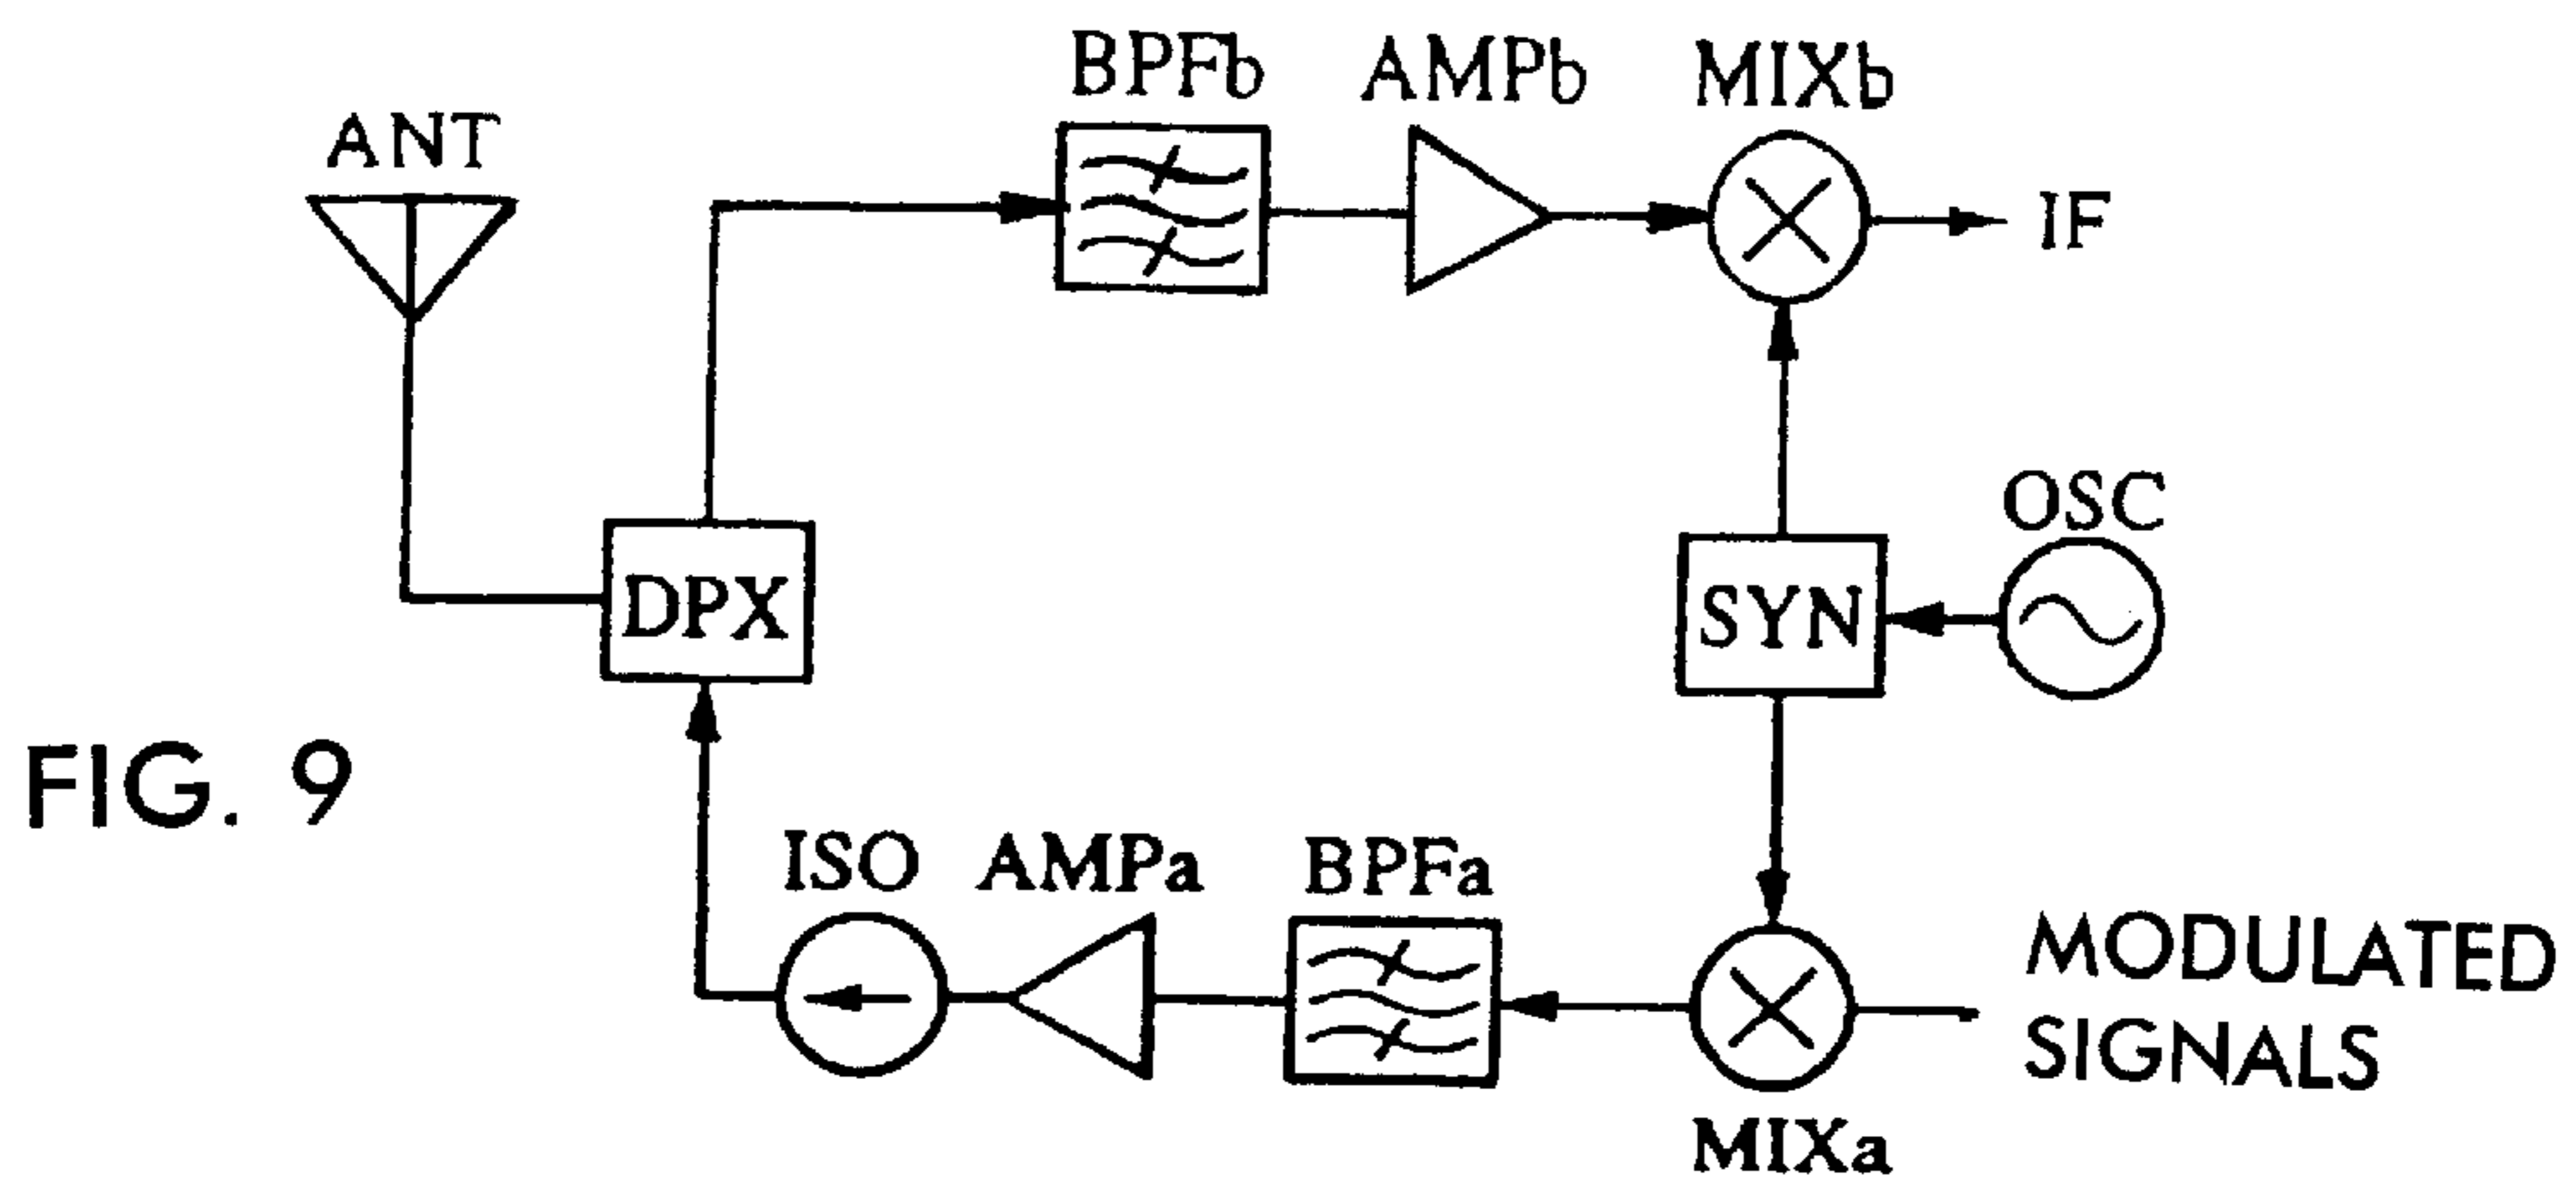 BPFb
AMPb
MIXb
ANT
IF
OSC
DPX
SYN
FIG. 9
ISO
AMPa
BPFa
MODULATED
SIGNALS
MIXa